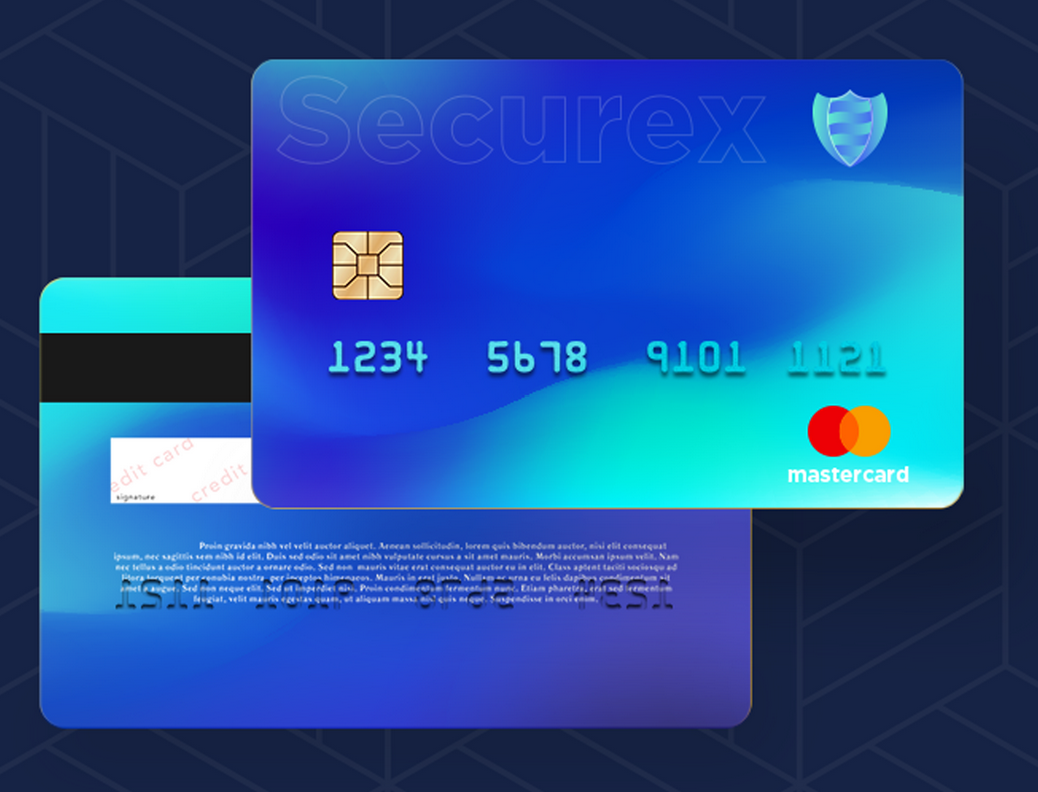 Securex
1234 5678 9101 1121
mastercard
edit card
credit
signature
Proin gravida nibh vel velit auctor aliquet. Aenean sollicitudin, lorem quis bibendum auctor, nisi elit consequat
ipsum, nec sagittis sem nibh id elit. Duis sed odio sit amet nibh vulputate cursus a sit amet mauris. Morbi accumsan ipsum velit. Nam
nec tellus a odio tincidunt auctor a ornare odio. Sed non mauris vitae erat consequat auctor eu in elit. Class aptent taciti sociosqu ad
litora torquent per conubia nostra, per inceptos himenaeos. Mauris in erat justo. Nullam ac urna eu felis dapibus condimentum sit
amet a augue. Sed non neque elit. Sed ut imperdiet nisi. Proin condimentum fermentum nunc. Etiam pharetra, erat sed fermentum
feugiat, velit mauris egestas quam, ut aliquam massa nisl quis neque. Suspendisse in orci enim.